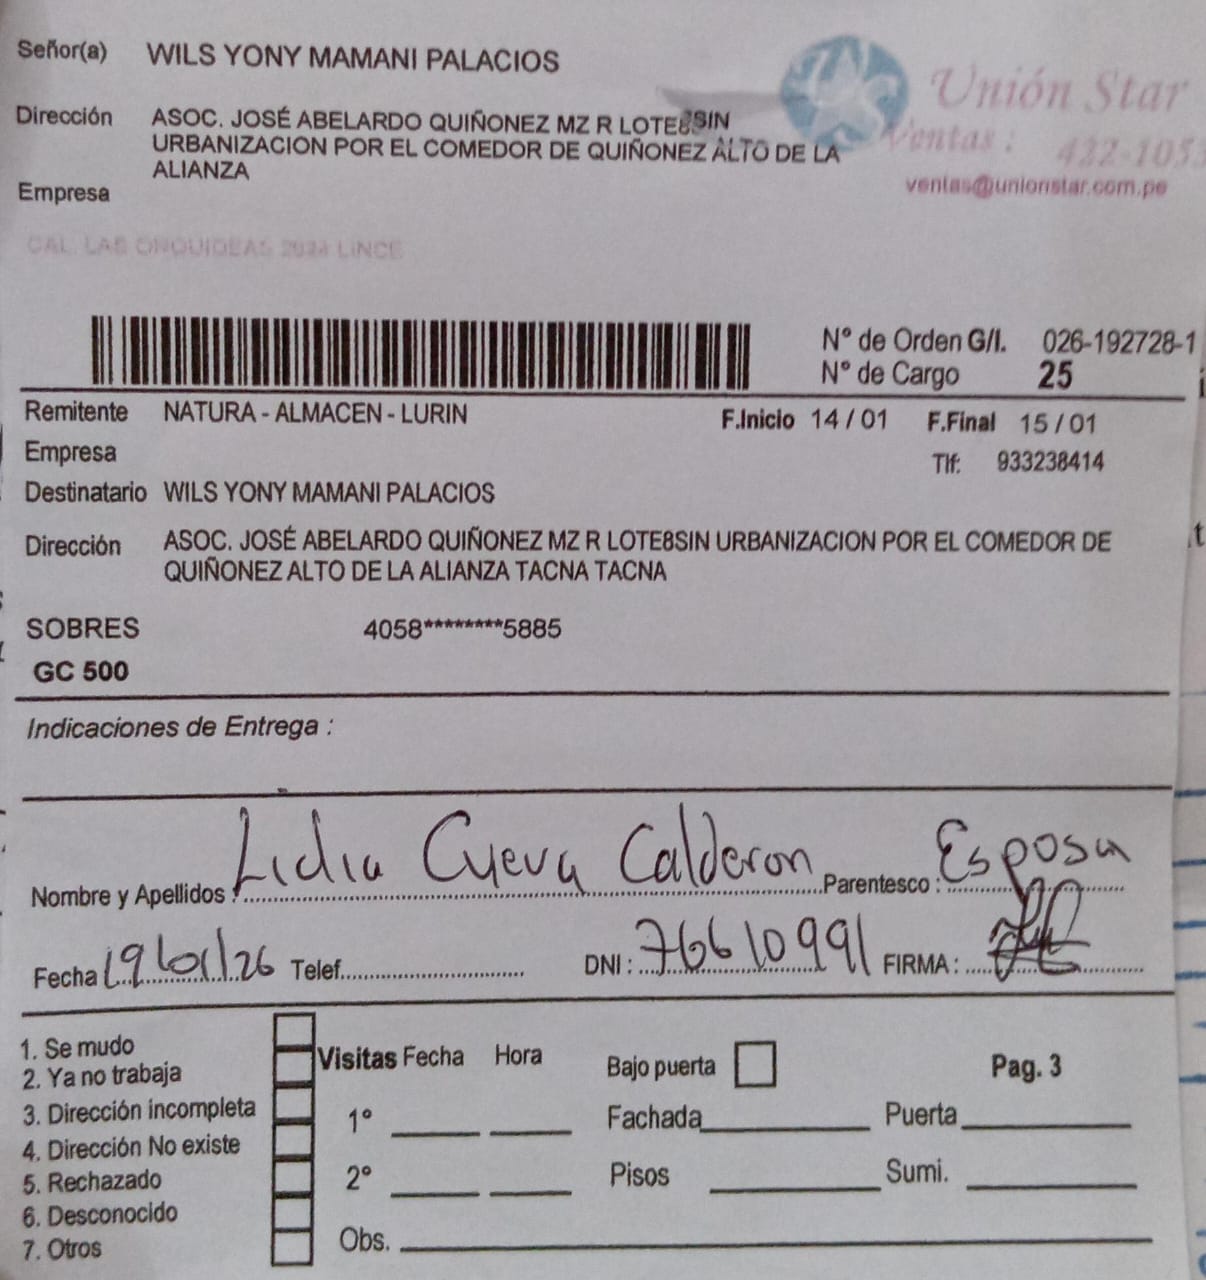 Señor(a) WILS YONY MAMANI PALACIOS
Unión Star
Dirección ASOC. JOSÉ ABELARDO QUIÑONEZ MZ R LOTE8SIN
URBANIZACION POR EL COMEDOR DE QUIÑONEZ ALTO DE LA
ALIANZA
Ventas : 422-1053
ventas@unionstar.com.pe
Empresa
CAL. LAS ORQUIDEAS LINCE
N° de Orden G/I. 026-192728-1
N° de Cargo 25
Remitente NATURA - ALMACEN - LURIN F.Inicio 14 / 01 F.Final 15 / 01
Empresa Tlf: 933238414
Destinatario WILS YONY MAMANI PALACIOS
Dirección ASOC. JOSÉ ABELARDO QUIÑONEZ MZ R LOTE8SIN URBANIZACION POR EL COMEDOR DE
QUIÑONEZ ALTO DE LA ALIANZA TACNA TACNA
SOBRES 4058********5885
GC 500
Indicaciones de Entrega :
Nombre y Apellidos : Lidia Cueva Calderon Parentesco : Esposa
Fecha 19/01/26 Telef. DNI : 76610991 FIRMA :
1. Se mudo
2. Ya no trabaja
3. Dirección incompleta
4. Dirección No existe
5. Rechazado
6. Desconocido
7. Otros
Visitas Fecha Hora
1°
2°
Obs.
Bajo puerta Pag. 3
Fachada Puerta
Pisos Sumi.